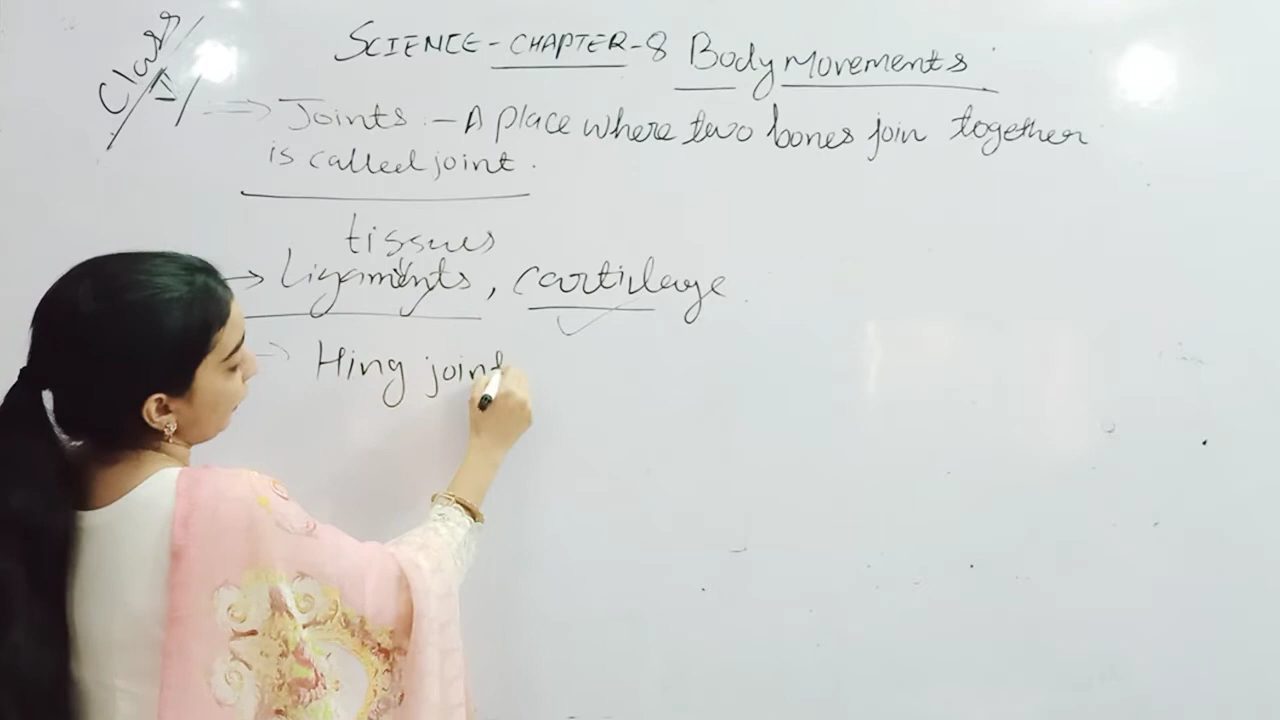 SCIENCE - CHAPTER - 8 Body Movements
Class
⇒ Joints. - A place where two bones join together
is called joint.
tissues
→ Ligaments, cartilage
→ Hing joint